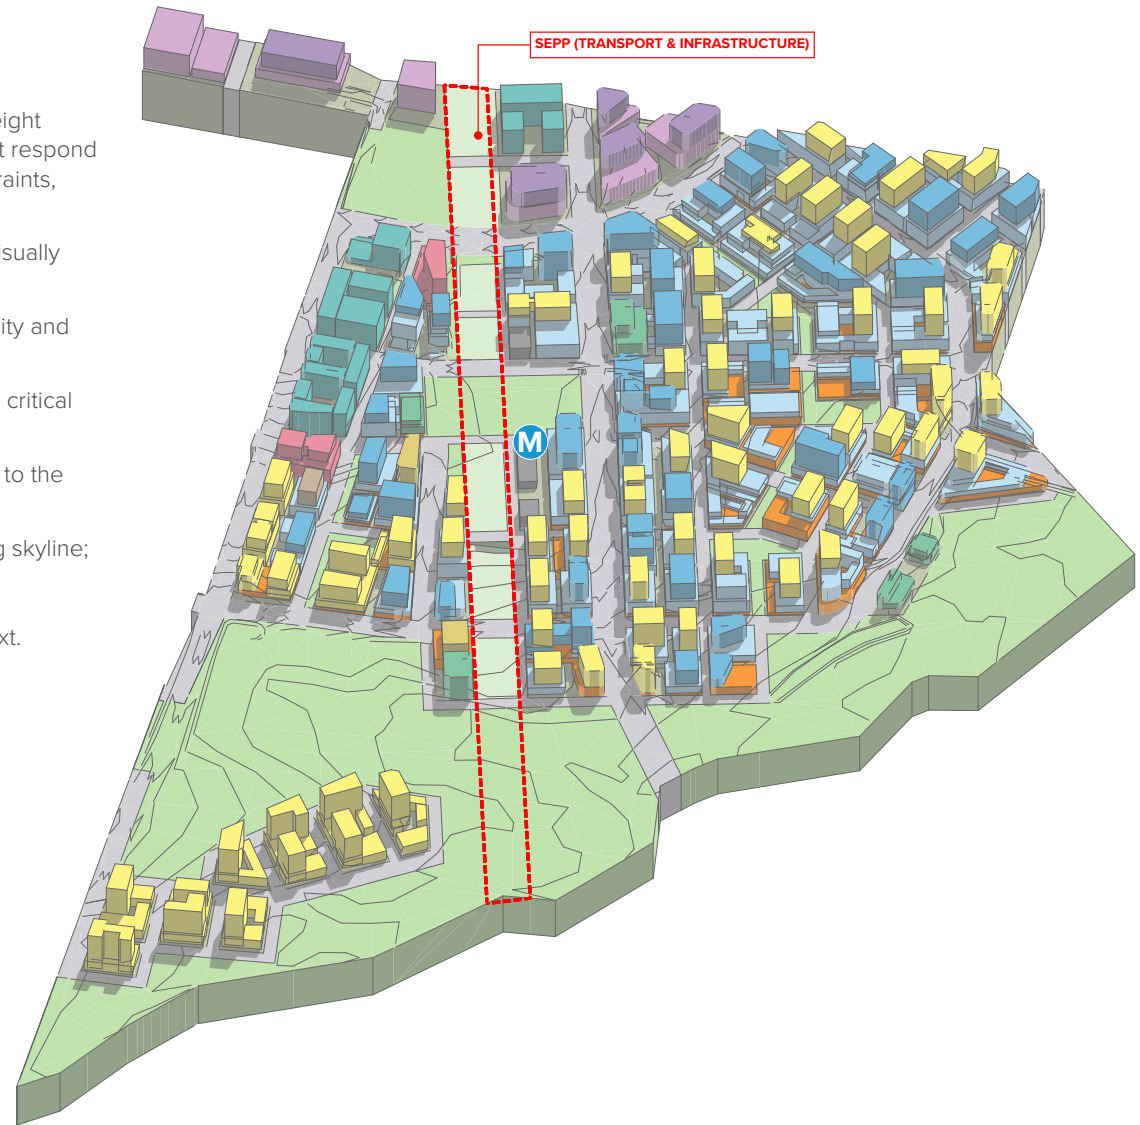 SEPP (TRANSPORT & INFRASTRUCTURE)
eight
t respond
raints,
isually
ity and
critical
M
to the
g skyline;
xt.